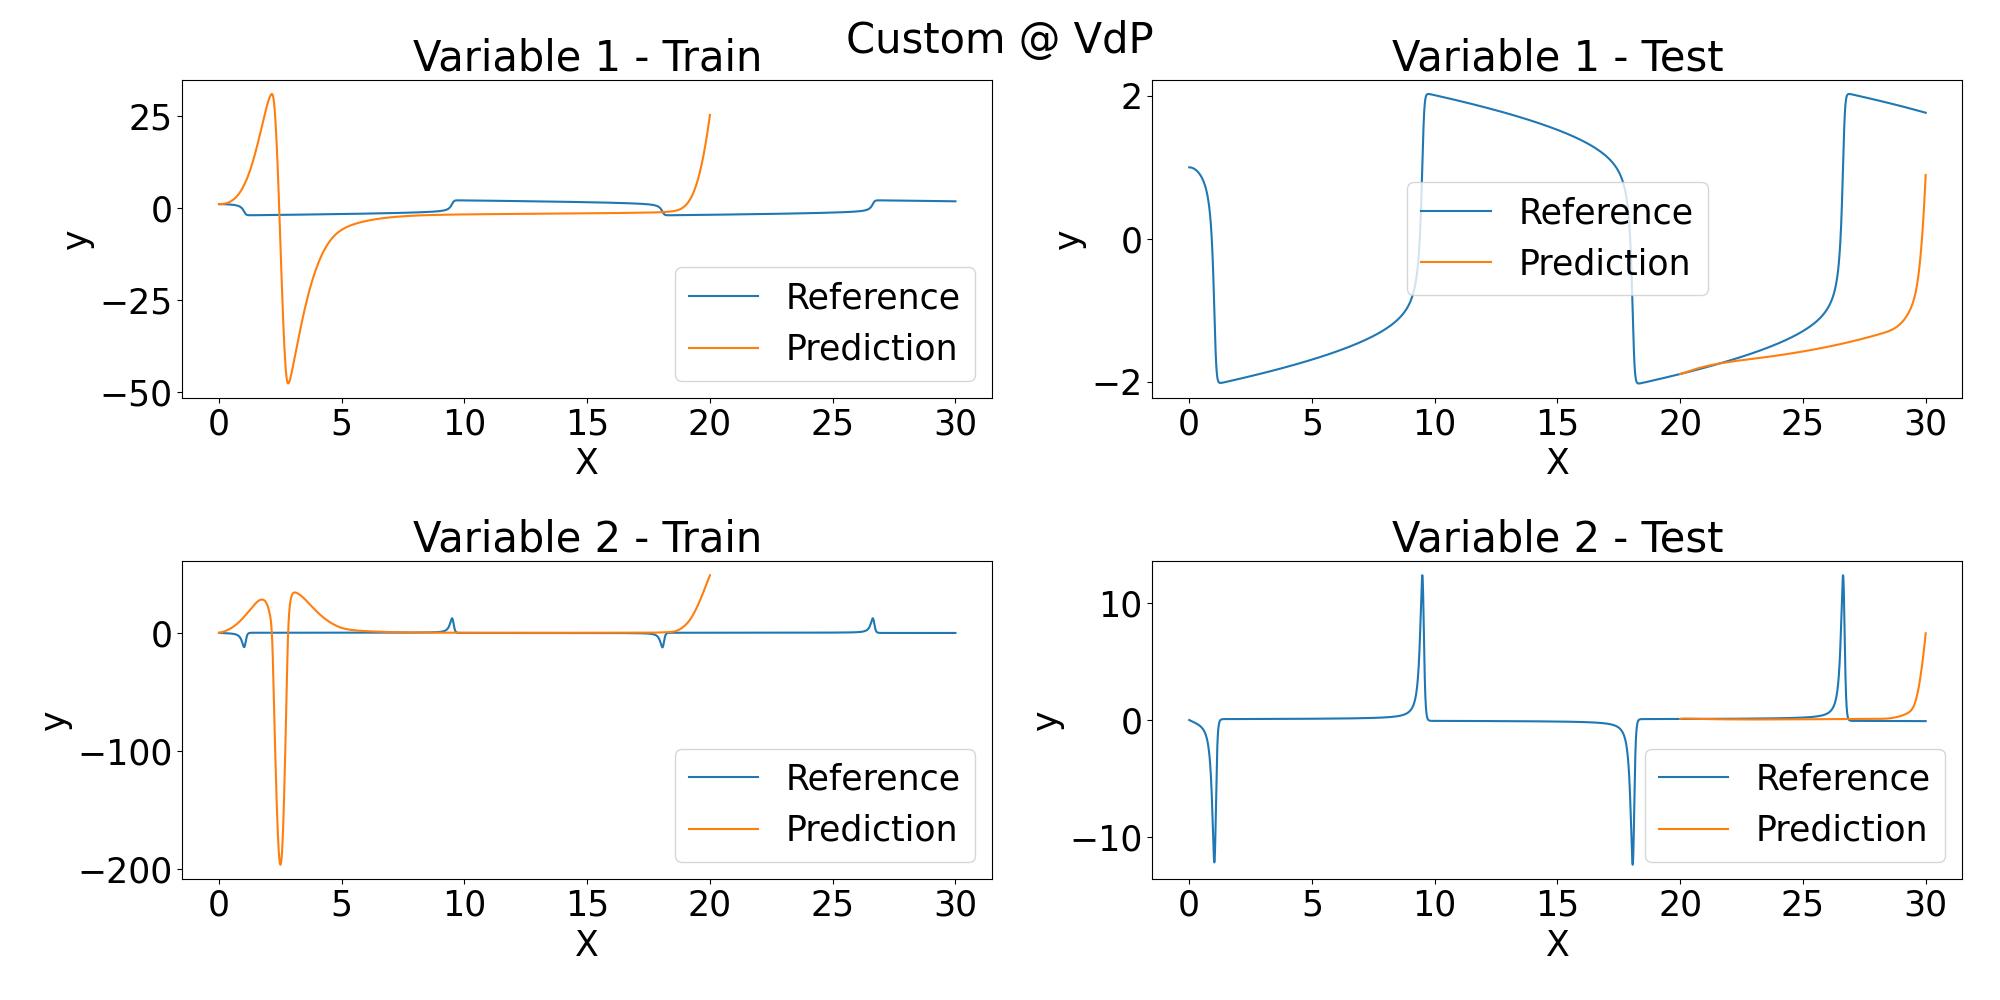 Custom @ VdP
Variable 1 - Train
y
25
0
−25
−50
0 5 10 15 20 25 30
X
Reference
Prediction
Variable 1 - Test
y
2
0
−2
0 5 10 15 20 25 30
X
Reference
Prediction
Variable 2 - Train
y
0
−100
−200
0 5 10 15 20 25 30
X
Reference
Prediction
Variable 2 - Test
y
10
0
−10
0 5 10 15 20 25 30
X
Reference
Prediction